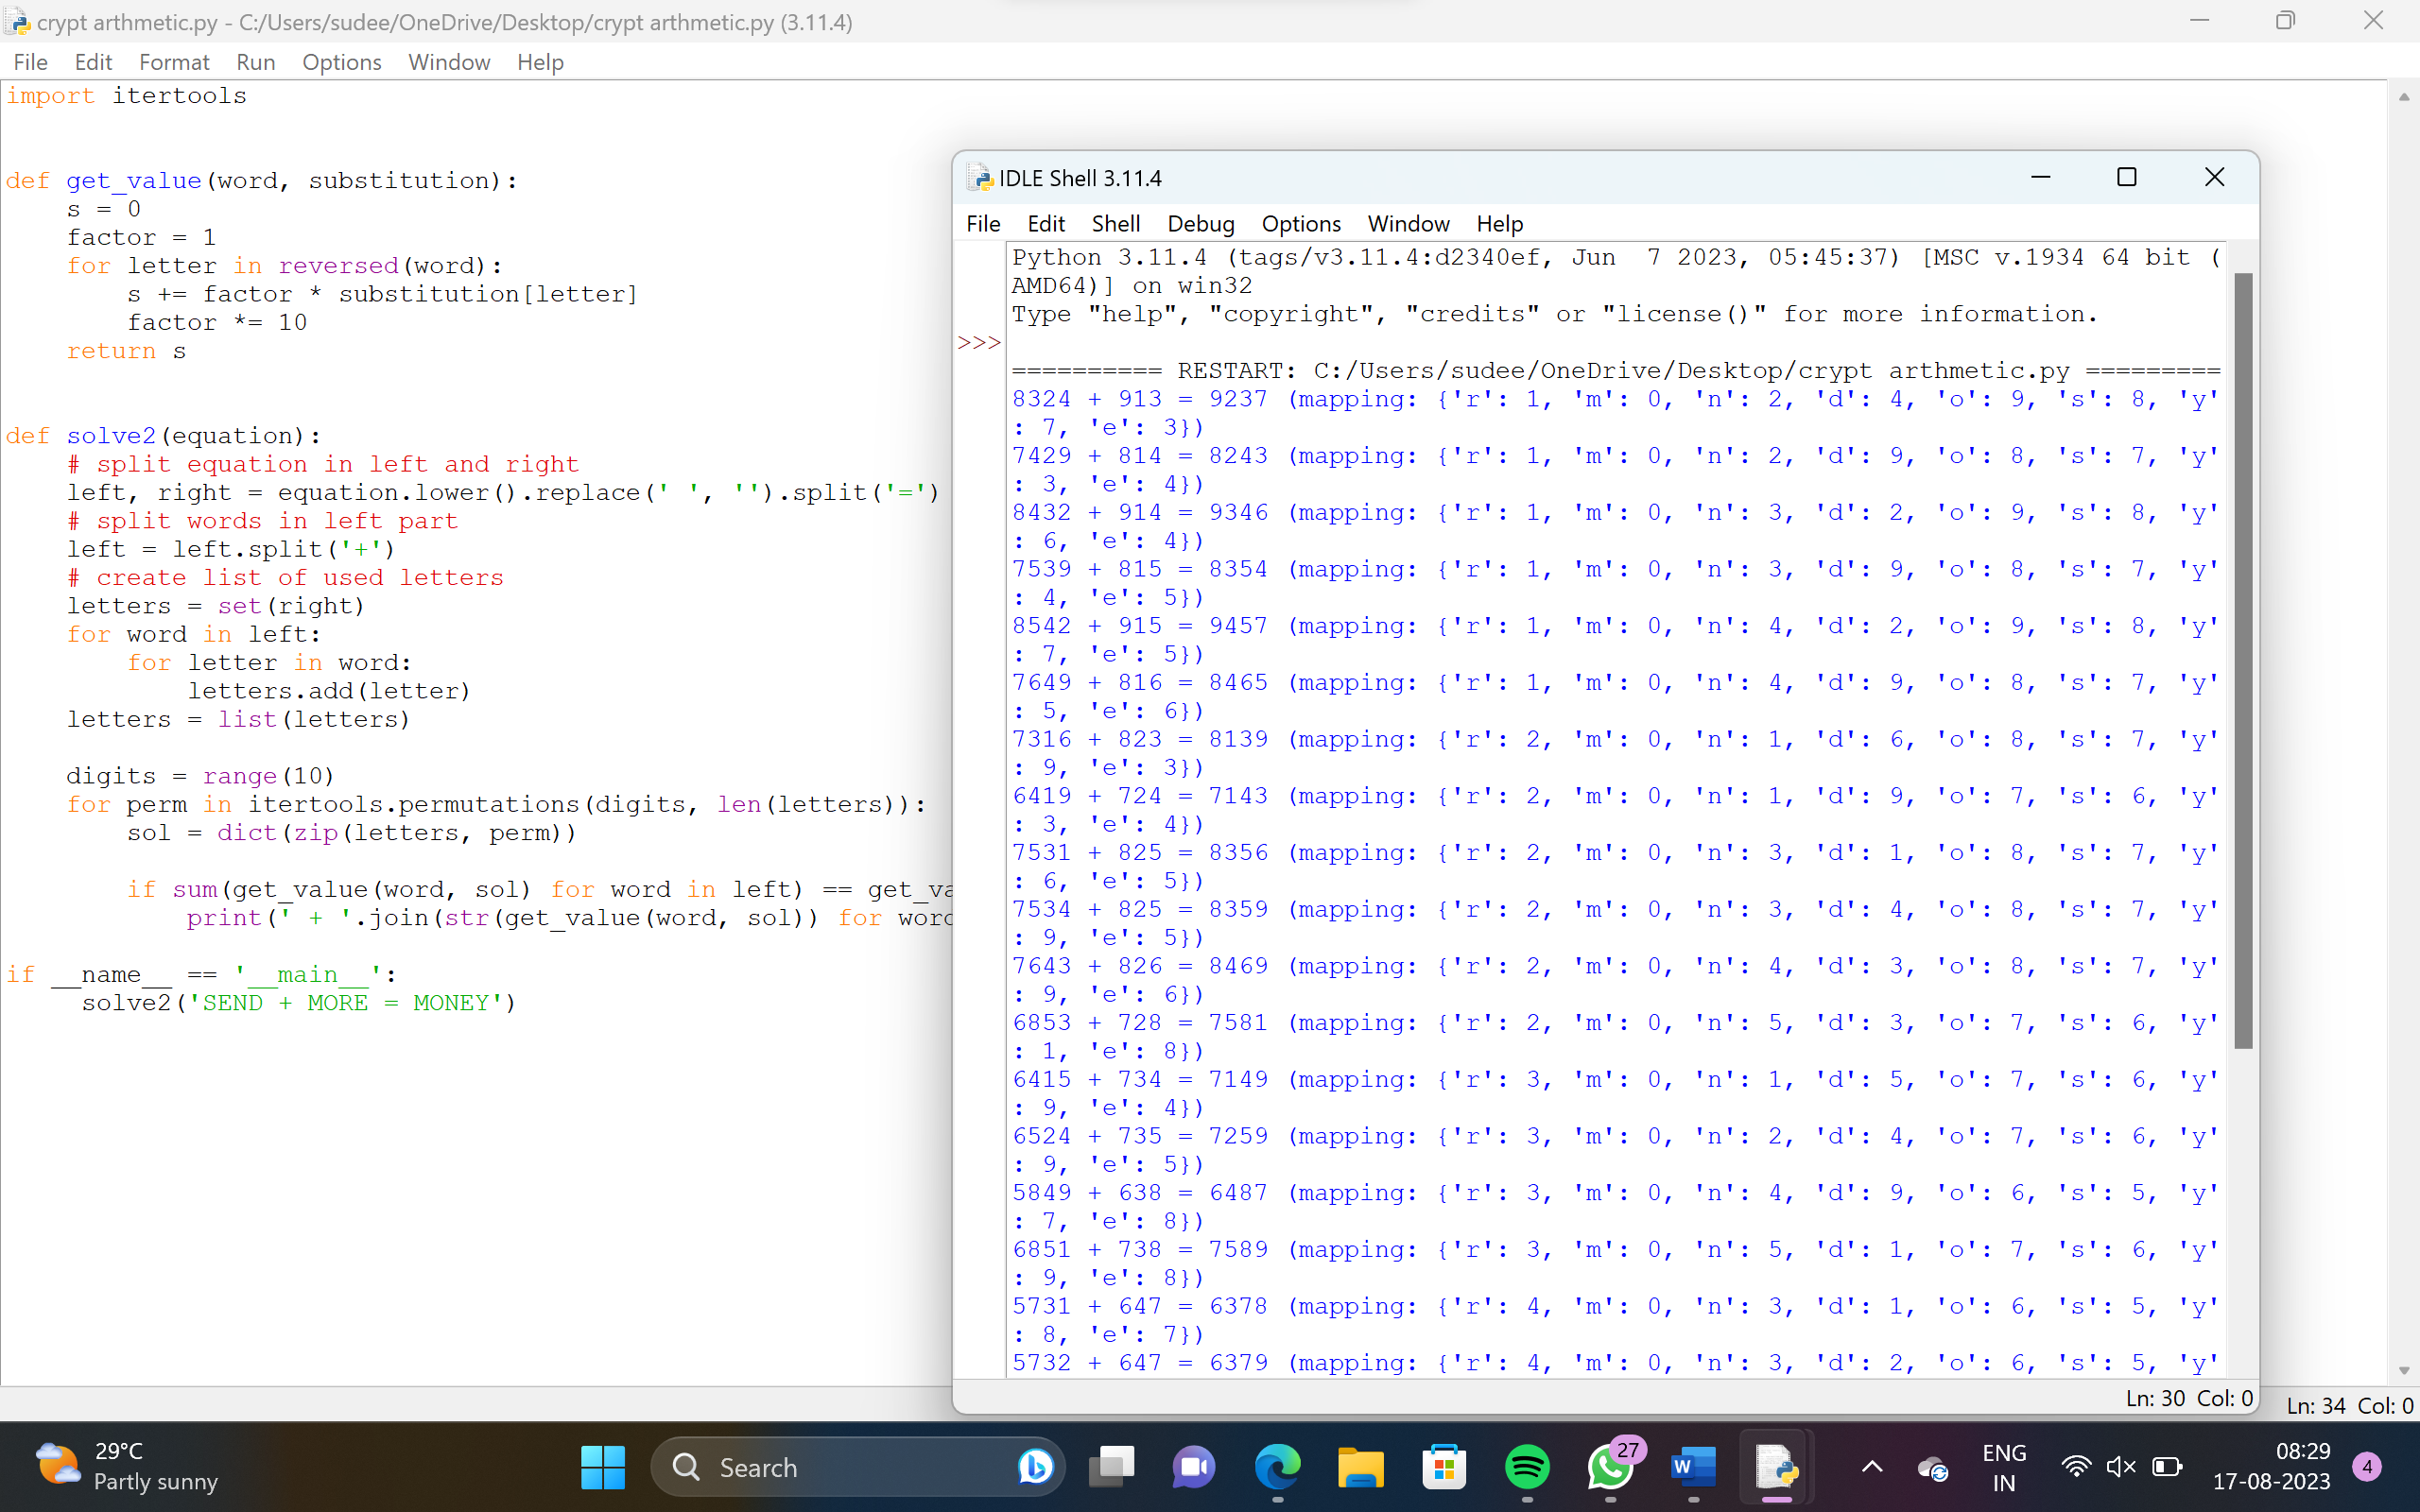 crypt arthmetic.py - C:/Users/sudee/OneDrive/Desktop/crypt arthmetic.py (3.11.4)
File Edit Format Run Options Window Help
import itertools
def get_value(word, substitution):
    s = 0
    factor = 1
    for letter in reversed(word):
        s += factor * substitution[letter]
        factor *= 10
    return s
def solve2(equation):
    # split equation in left and right
    left, right = equation.lower().replace(' ', '').split('=')
    # split words in left part
    left = left.split('+')
    # create list of used letters
    letters = set(right)
    for word in left:
        for letter in word:
            letters.add(letter)
    letters = list(letters)
    digits = range(10)
    for perm in itertools.permutations(digits, len(letters)):
        sol = dict(zip(letters, perm))
        if sum(get_value(word, sol) for word in left) == get_va
            print(' + '.join(str(get_value(word, sol)) for word
if __name__ == '__main__':
     solve2('SEND + MORE = MONEY')
IDLE Shell 3.11.4
File Edit Shell Debug Options Window Help
Python 3.11.4 (tags/v3.11.4:d2340ef, Jun  7 2023, 05:45:37) [MSC v.1934 64 bit (
AMD64)] on win32
Type "help", "copyright", "credits" or "license()" for more information.
>>>
========== RESTART: C:/Users/sudee/OneDrive/Desktop/crypt arthmetic.py =========
8324 + 913 = 9237 (mapping: {'r': 1, 'm': 0, 'n': 2, 'd': 4, 'o': 9, 's': 8, 'y'
: 7, 'e': 3})
7429 + 814 = 8243 (mapping: {'r': 1, 'm': 0, 'n': 2, 'd': 9, 'o': 8, 's': 7, 'y'
: 3, 'e': 4})
8432 + 914 = 9346 (mapping: {'r': 1, 'm': 0, 'n': 3, 'd': 2, 'o': 9, 's': 8, 'y'
: 6, 'e': 4})
7539 + 815 = 8354 (mapping: {'r': 1, 'm': 0, 'n': 3, 'd': 9, 'o': 8, 's': 7, 'y'
: 4, 'e': 5})
8542 + 915 = 9457 (mapping: {'r': 1, 'm': 0, 'n': 4, 'd': 2, 'o': 9, 's': 8, 'y'
: 7, 'e': 5})
7649 + 816 = 8465 (mapping: {'r': 1, 'm': 0, 'n': 4, 'd': 9, 'o': 8, 's': 7, 'y'
: 5, 'e': 6})
7316 + 823 = 8139 (mapping: {'r': 2, 'm': 0, 'n': 1, 'd': 6, 'o': 8, 's': 7, 'y'
: 9, 'e': 3})
6419 + 724 = 7143 (mapping: {'r': 2, 'm': 0, 'n': 1, 'd': 9, 'o': 7, 's': 6, 'y'
: 3, 'e': 4})
7531 + 825 = 8356 (mapping: {'r': 2, 'm': 0, 'n': 3, 'd': 1, 'o': 8, 's': 7, 'y'
: 6, 'e': 5})
7534 + 825 = 8359 (mapping: {'r': 2, 'm': 0, 'n': 3, 'd': 4, 'o': 8, 's': 7, 'y'
: 9, 'e': 5})
7643 + 826 = 8469 (mapping: {'r': 2, 'm': 0, 'n': 4, 'd': 3, 'o': 8, 's': 7, 'y'
: 9, 'e': 6})
6853 + 728 = 7581 (mapping: {'r': 2, 'm': 0, 'n': 5, 'd': 3, 'o': 7, 's': 6, 'y'
: 1, 'e': 8})
6415 + 734 = 7149 (mapping: {'r': 3, 'm': 0, 'n': 1, 'd': 5, 'o': 7, 's': 6, 'y'
: 9, 'e': 4})
6524 + 735 = 7259 (mapping: {'r': 3, 'm': 0, 'n': 2, 'd': 4, 'o': 7, 's': 6, 'y'
: 9, 'e': 5})
5849 + 638 = 6487 (mapping: {'r': 3, 'm': 0, 'n': 4, 'd': 9, 'o': 6, 's': 5, 'y'
: 7, 'e': 8})
6851 + 738 = 7589 (mapping: {'r': 3, 'm': 0, 'n': 5, 'd': 1, 'o': 7, 's': 6, 'y'
: 9, 'e': 8})
5731 + 647 = 6378 (mapping: {'r': 4, 'm': 0, 'n': 3, 'd': 1, 'o': 6, 's': 5, 'y'
: 8, 'e': 7})
5732 + 647 = 6379 (mapping: {'r': 4, 'm': 0, 'n': 3, 'd': 2, 'o': 6, 's': 5, 'y'
Ln: 30 Col: 0
Ln: 34 Col: 0
29°C
Partly sunny
Search
27
W
ENG
IN
08:29
17-08-2023
4